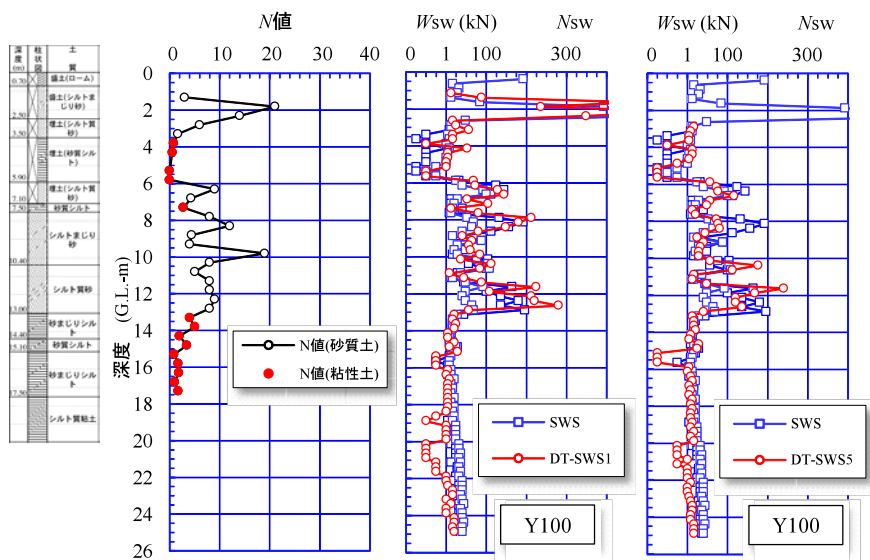 N値
0 10 20 30 40
Wsw (kN) Nsw
0 1 100 300
Wsw (kN) Nsw
0 1 100 300
深度(m)
柱状図
土質
0.70 盛土(ローム)
盛土(シルトまじり砂)
2.50
埋土(シルト質砂)
3.50
埋土(砂質シルト)
5.90
埋土(シルト質砂)
7.10
7.50 砂質シルト
シルトまじり砂
10.40
シルト質砂
13.00
砂まじりシルト
14.40
砂質シルト
15.10
砂まじりシルト
17.50
シルト質粘土
深度 (G.L.-m)
0
2
4
6
8
10
12
14
16
18
20
22
24
26
N値(砂質土)
N値(粘性土)
SWS
DT-SWS1
Y100
SWS
DT-SWS5
Y100